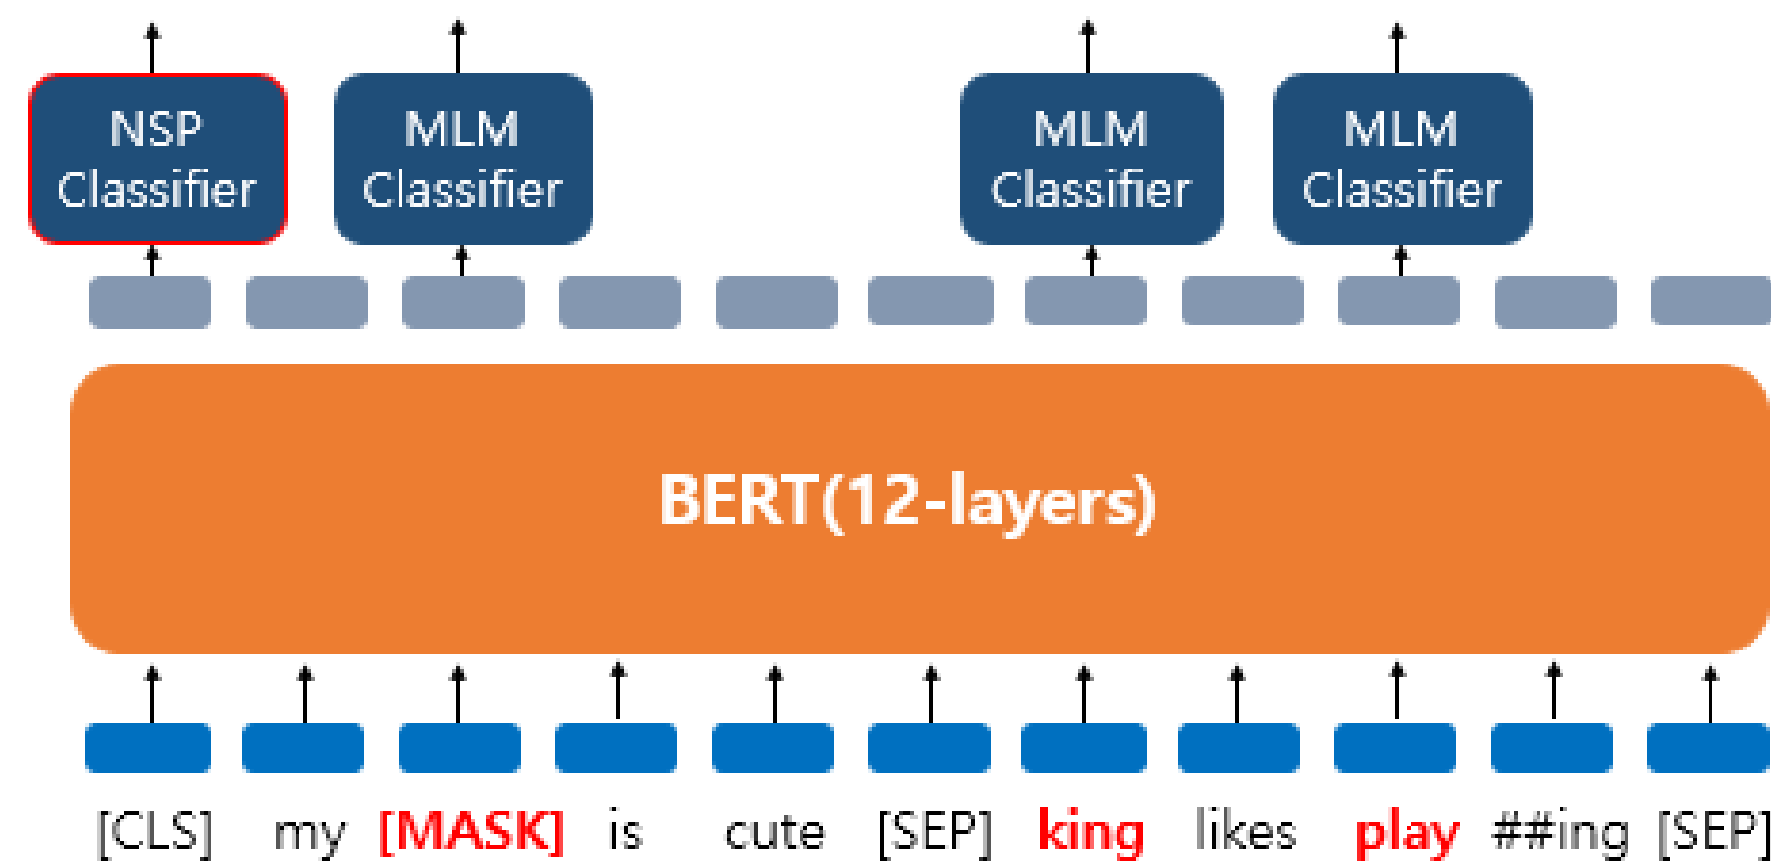 NSP
Classifier
MLM
Classifier
MLM
Classifier
MLM
Classifier
BERT(12-layers)
[CLS] my [MASK] is cute [SEP] king likes play ##ing [SEP]